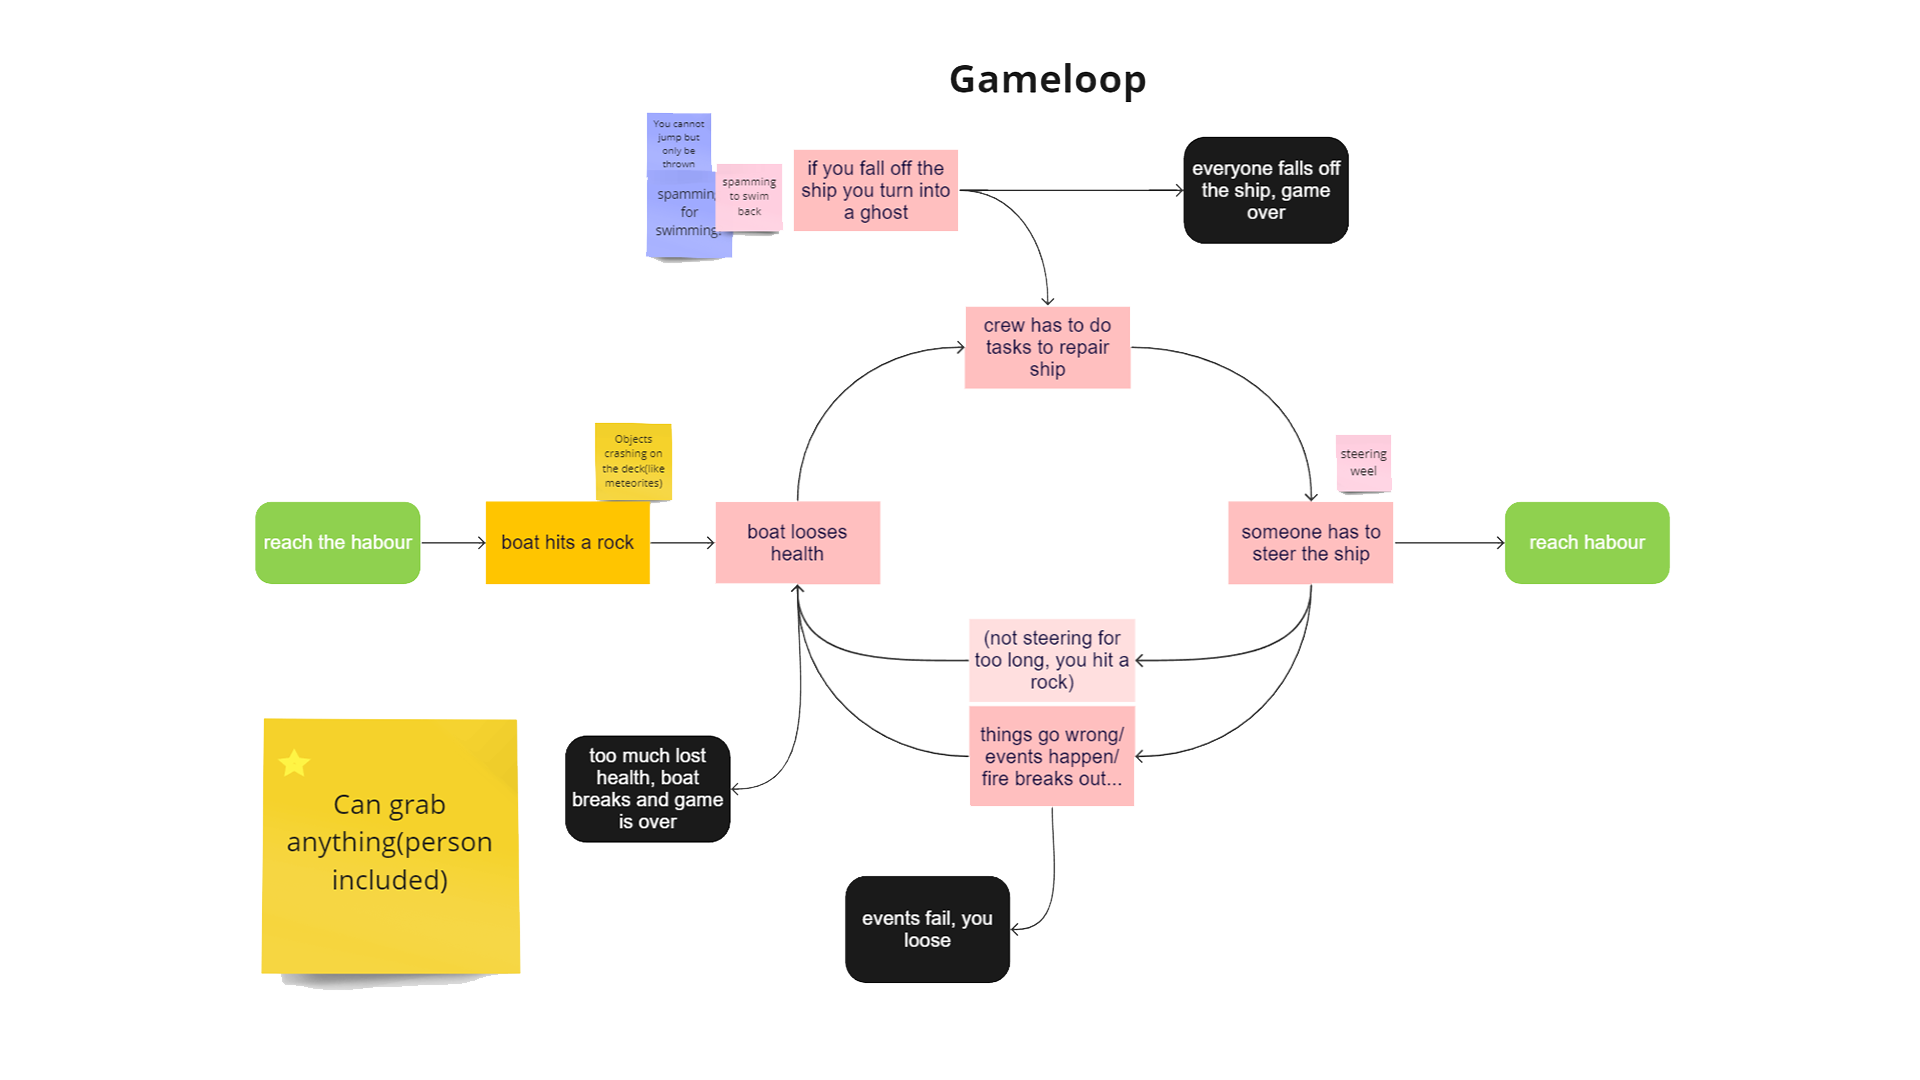 Gameloop
You cannot
jump but
only be
thrown
spamming
to swim
back
for
swimming
if you fall off the
ship you turn into
a ghost
everyone falls off
the ship, game
over
crew has to do
tasks to repair
ship
Objects
crashing on
the deck(like
meteorites)
steering
weel
reach the habour
boat hits a rock
boat looses
health
someone has to
steer the ship
reach habour
(not steering for
too long, you hit a
rock)
things go wrong/
events happen/
fire breaks out...
too much lost
health, boat
breaks and game
is over
Can grab
anything(person
included)
events fail, you
loose